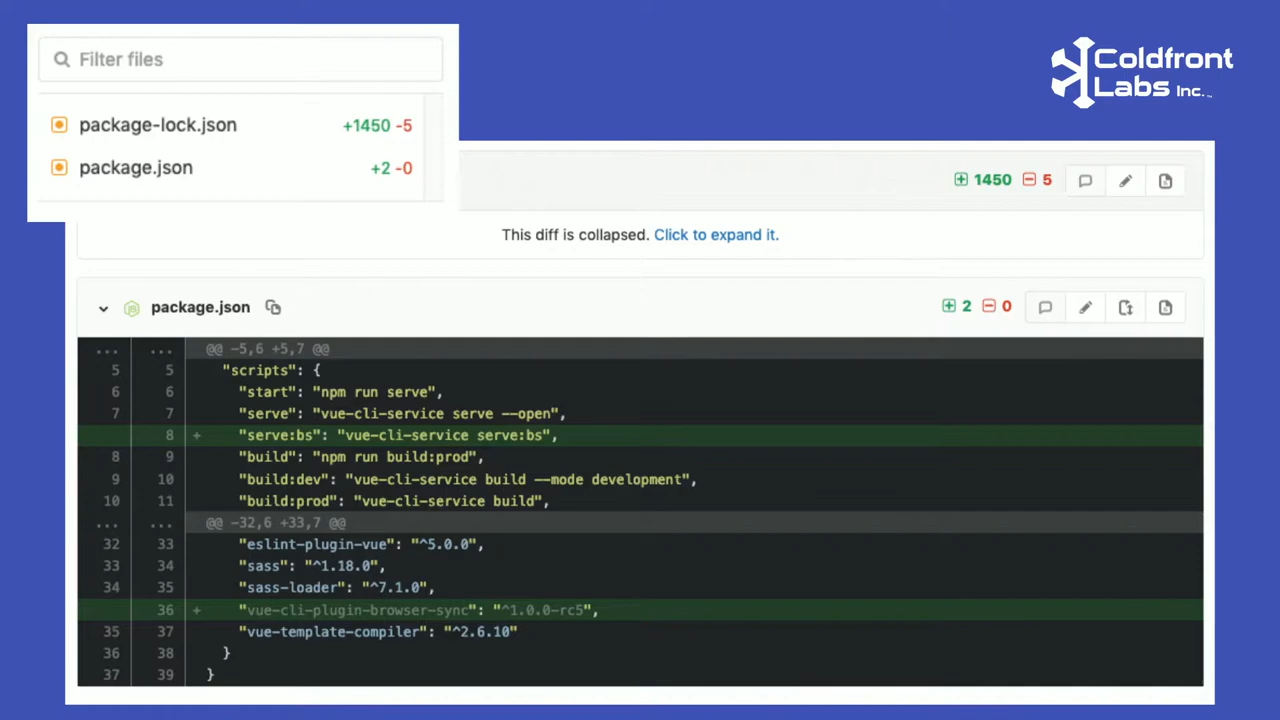 Filter files
package-lock.json +1450 -5
package.json +2 -0
Coldfront
Labs Inc.™
1450 5
This diff is collapsed. Click to expand it.
package.json 2 0
... ... @@ -5,6 +5,7 @@
5 5 "scripts": {
6 6 "start": "npm run serve",
7 7 "serve": "vue-cli-service serve --open",
8 + "serve:bs": "vue-cli-service serve:bs",
8 9 "build": "npm run build:prod",
9 10 "build:dev": "vue-cli-service build --mode development",
10 11 "build:prod": "vue-cli-service build",
... ... @@ -32,6 +33,7 @@
32 33 "eslint-plugin-vue": "^5.0.0",
33 34 "sass": "^1.18.0",
34 35 "sass-loader": "^7.1.0",
36 + "vue-cli-plugin-browser-sync": "^1.0.0-rc5",
35 37 "vue-template-compiler": "^2.6.10"
36 38 }
37 39 }